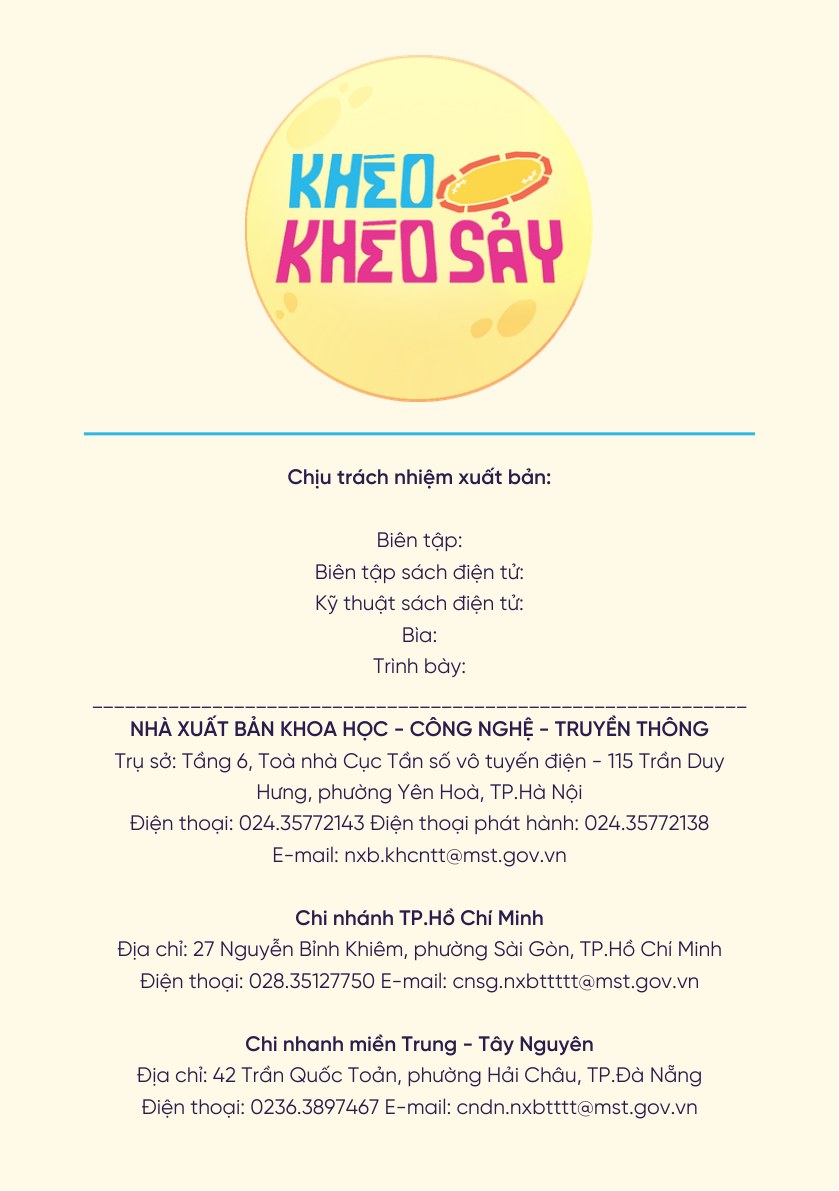 KHÉO
KHÉO SẢY
Chịu trách nhiệm xuất bản:
Biên tập:
Biên tập sách điện tử:
Kỹ thuật sách điện tử:
Bìa:
Trình bày:
NHÀ XUẤT BẢN KHOA HỌC - CÔNG NGHỆ - TRUYỀN THÔNG
Trụ sở: Tầng 6, Toà nhà Cục Tần số vô tuyến điện - 115 Trần Duy
Hưng, phường Yên Hoà, TP.Hà Nội
Điện thoại: 024.35772143 Điện thoại phát hành: 024.35772138
E-mail: nxb.khcntt@mst.gov.vn
Chi nhánh TP.Hồ Chí Minh
Địa chỉ: 27 Nguyễn Bỉnh Khiêm, phường Sài Gòn, TP.Hồ Chí Minh
Điện thoại: 028.35127750 E-mail: cnsg.nxbttttt@mst.gov.vn
Chi nhanh miền Trung - Tây Nguyên
Địa chỉ: 42 Trần Quốc Toản, phường Hải Châu, TP.Đà Nẵng
Điện thoại: 0236.3897467 E-mail: cndn.nxbtttt@mst.gov.vn